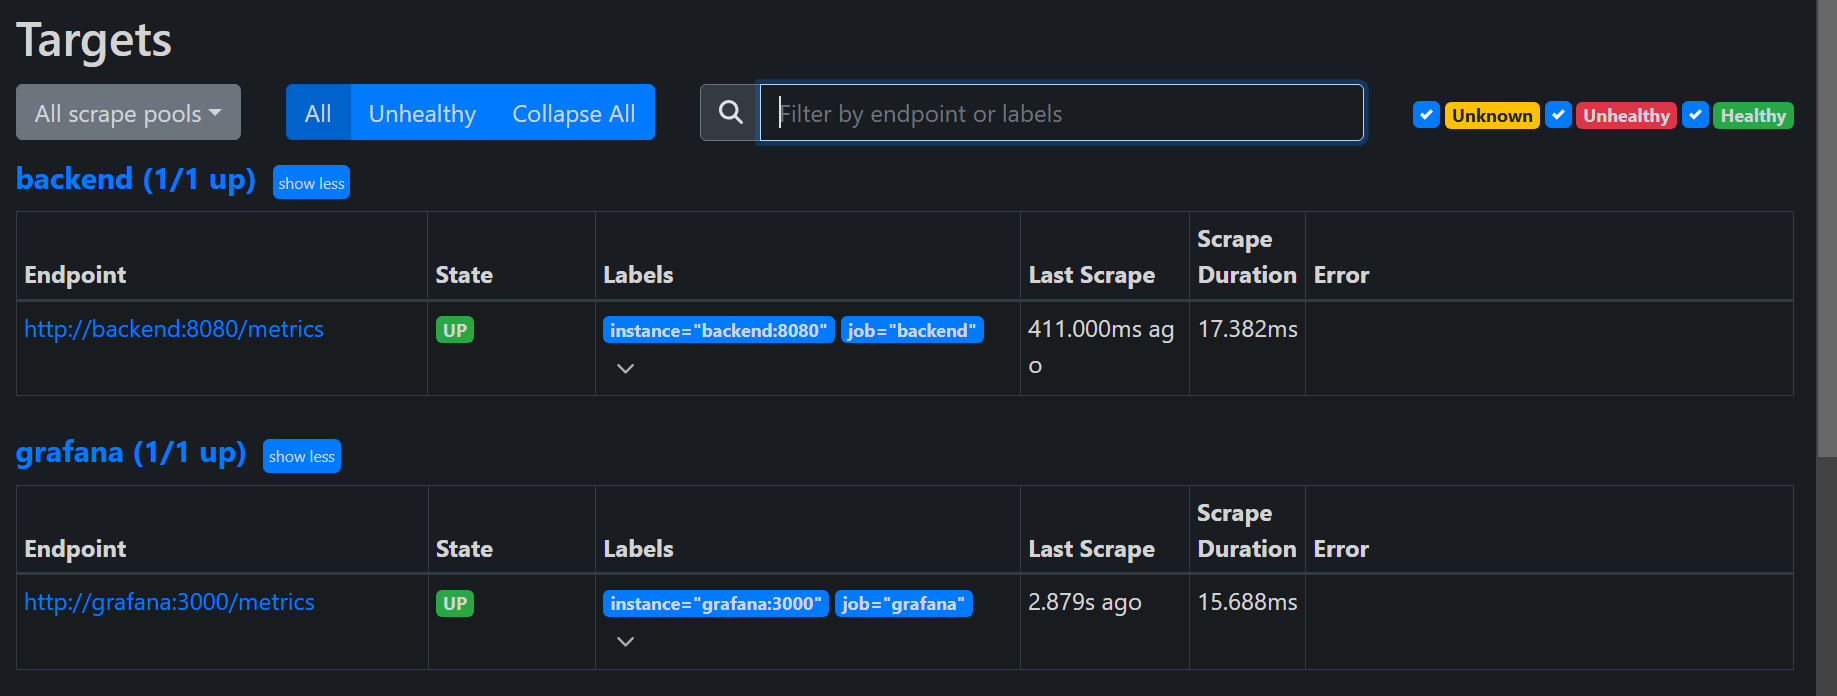 Targets
All scrape pools All Unhealthy Collapse All Filter by endpoint or labels Unknown Unhealthy Healthy
backend (1/1 up) show less
Endpoint State Labels Last Scrape Scrape Duration Error
http://backend:8080/metrics UP instance="backend:8080" job="backend" 411.000ms ago 17.382ms
grafana (1/1 up) show less
Endpoint State Labels Last Scrape Scrape Duration Error
http://grafana:3000/metrics UP instance="grafana:3000" job="grafana" 2.879s ago 15.688ms